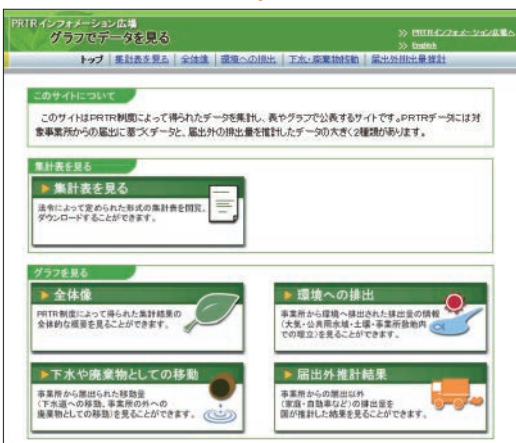 PRTRインフォメーション広場
グラフでデータを見る
>> PRTRインフォメーション広場へ
>> English
トップ | 集計表を見る | 全体像 | 環境への排出 | 下水・廃棄物移動 | 届出外排出量推計
このサイトについて
このサイトはPRTR制度によって得られたデータを集計し、表やグラフで公表するサイトです。PRTRデータには対
象事業所からの届出に基づくデータと、届出外の排出量を推計したデータの大きく2種類があります。
集計表を見る
集計表を見る
法令によって定められた形式の集計表を閲覧、
ダウンロードすることができます。
グラフを見る
全体像
PRTR制度によって得られた集計結果の
全体的な概要を見ることができます。
環境への排出
事業所から環境へ排出された排出量の情報
(大気・公共用水域・土壌・事業所敷地内
での埋立)を見ることができます。
下水や廃棄物としての移動
事業所から届出られた移動量
(下水道への移動、事業所の外への
廃棄物としての移動)を見ることができます。
届出外推計結果
事業所からの届出以外
(家庭・自動車など)の排出量を
国が推計した結果を見ることができます。